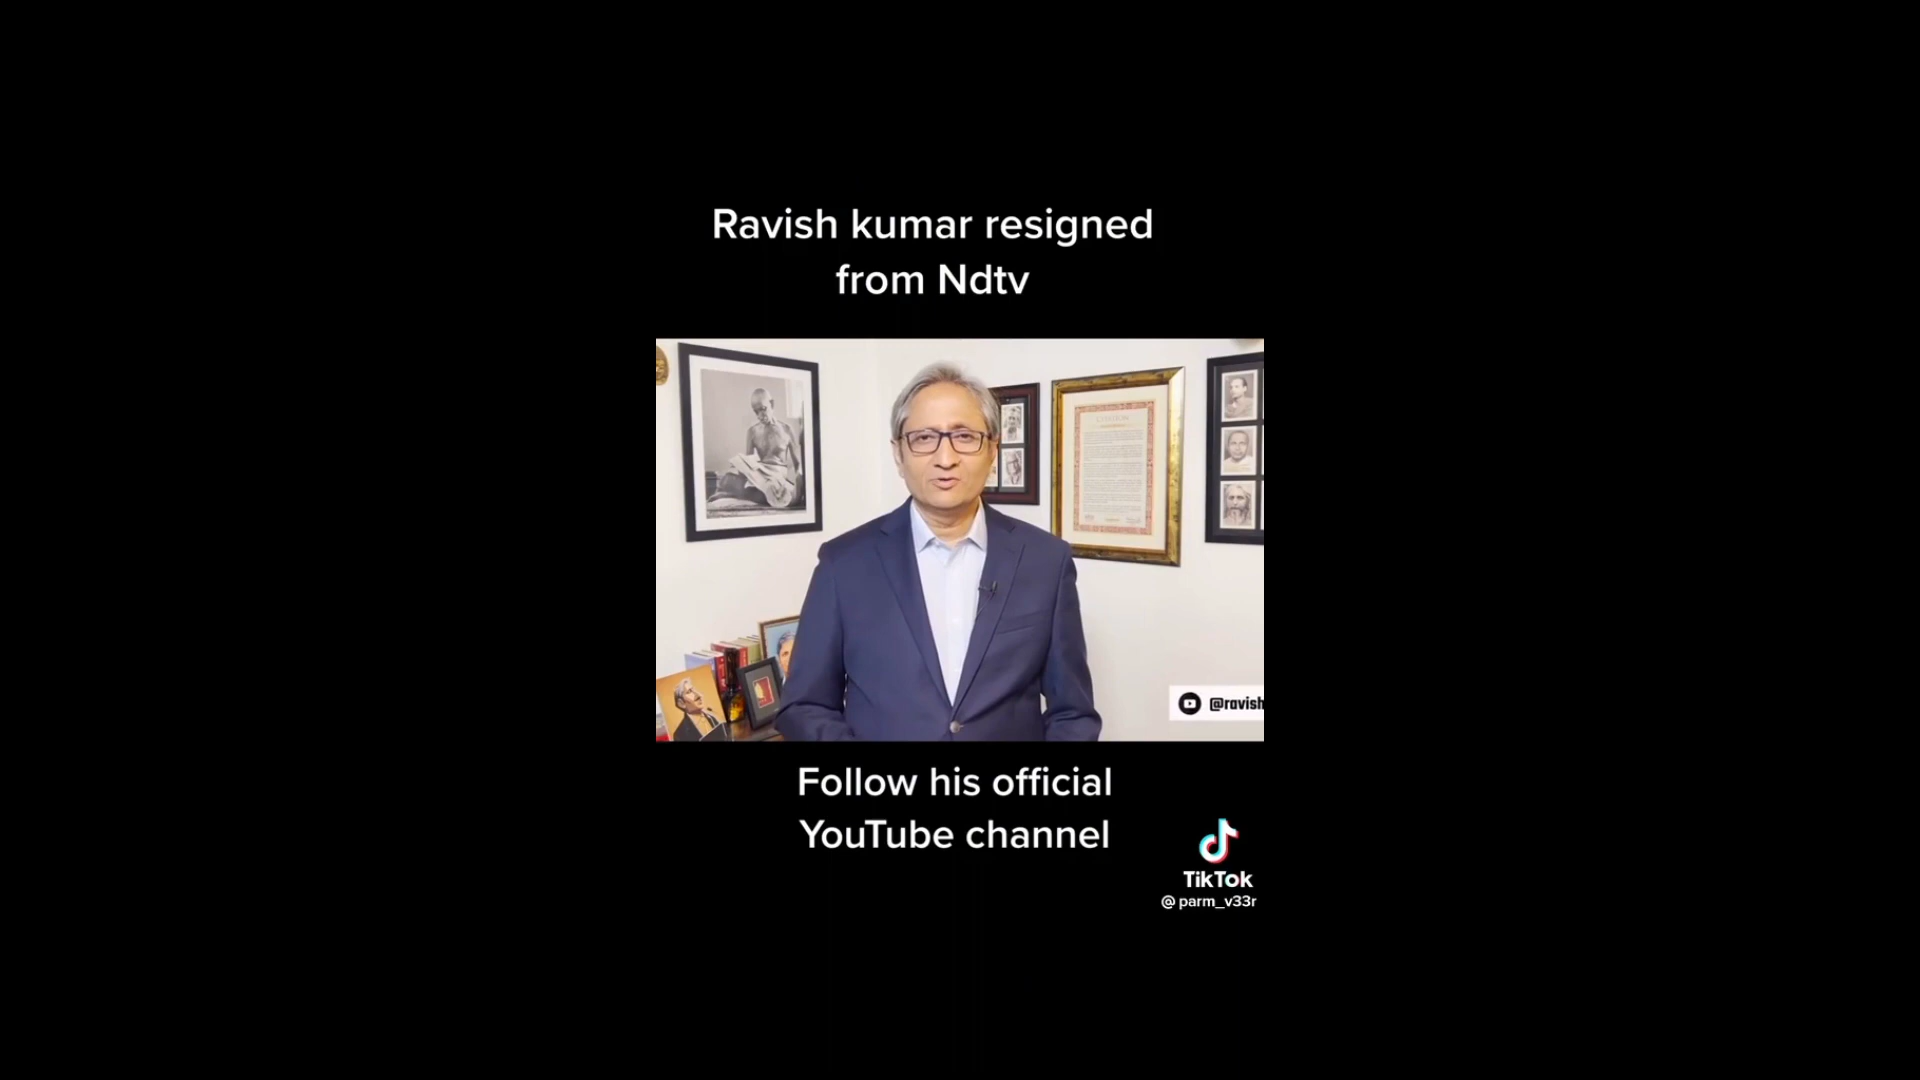 Ravish kumar resigned
from Ndtv
@ravish
Follow his official
YouTube channel
TikTok
@ parm_v33r